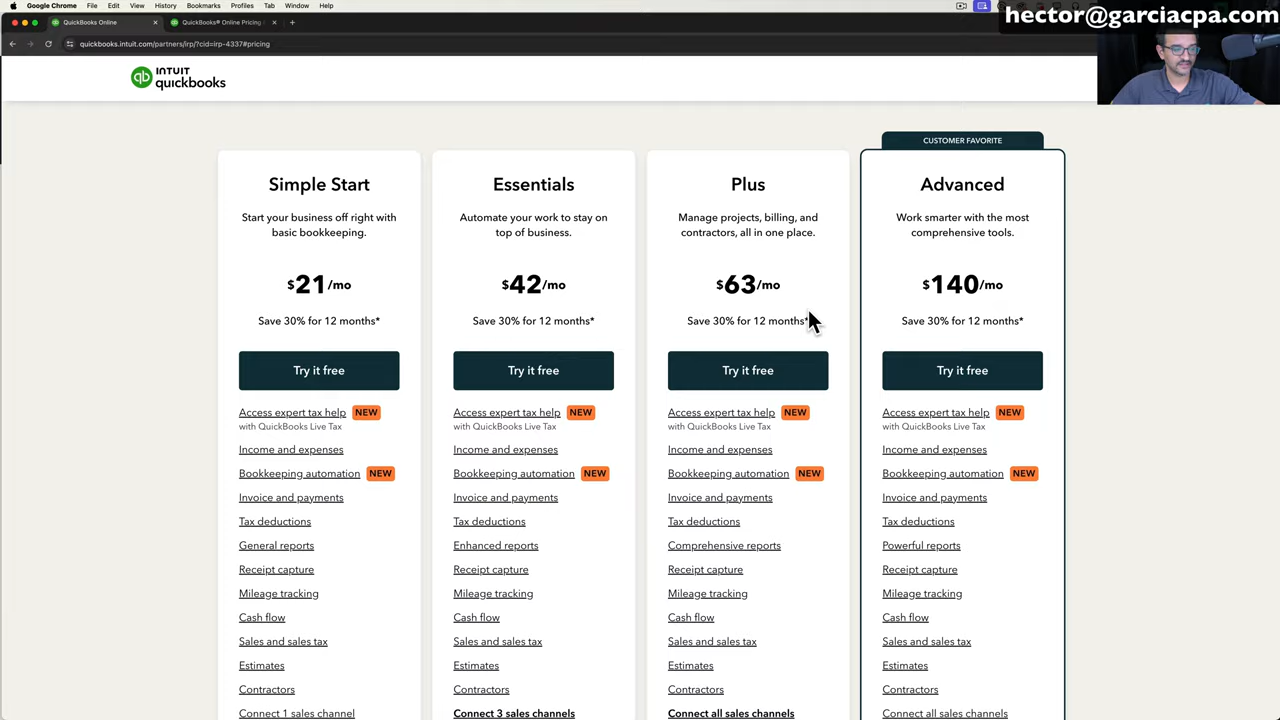 Google Chrome File Edit View History Bookmarks Profiles Tab Window Help
hector@garciacpa.com
QuickBooks Online
QuickBooks® Online Pricing
quickbooks.intuit.com/partners/irp/?cid=irp-4337#pricing
INTUIT
quickbooks
qb
CUSTOMER FAVORITE
Simple Start
Start your business off right with
basic bookkeeping.
$21/mo
Save 30% for 12 months*
Try it free
Access expert tax help NEW
with QuickBooks Live Tax
Income and expenses
Bookkeeping automation NEW
Invoice and payments
Tax deductions
General reports
Receipt capture
Mileage tracking
Cash flow
Sales and sales tax
Estimates
Contractors
Connect 1 sales channel
Essentials
Automate your work to stay on
top of business.
$42/mo
Save 30% for 12 months*
Try it free
Access expert tax help NEW
with QuickBooks Live Tax
Income and expenses
Bookkeeping automation NEW
Invoice and payments
Tax deductions
Enhanced reports
Receipt capture
Mileage tracking
Cash flow
Sales and sales tax
Estimates
Contractors
Connect 3 sales channels
Plus
Manage projects, billing, and
contractors, all in one place.
$63/mo
Save 30% for 12 months*
Try it free
Access expert tax help NEW
with QuickBooks Live Tax
Income and expenses
Bookkeeping automation NEW
Invoice and payments
Tax deductions
Comprehensive reports
Receipt capture
Mileage tracking
Cash flow
Sales and sales tax
Estimates
Contractors
Connect all sales channels
Advanced
Work smarter with the most
comprehensive tools.
$140/mo
Save 30% for 12 months*
Try it free
Access expert tax help NEW
with QuickBooks Live Tax
Income and expenses
Bookkeeping automation NEW
Invoice and payments
Tax deductions
Powerful reports
Receipt capture
Mileage tracking
Cash flow
Sales and sales tax
Estimates
Contractors
Connect all sales channels